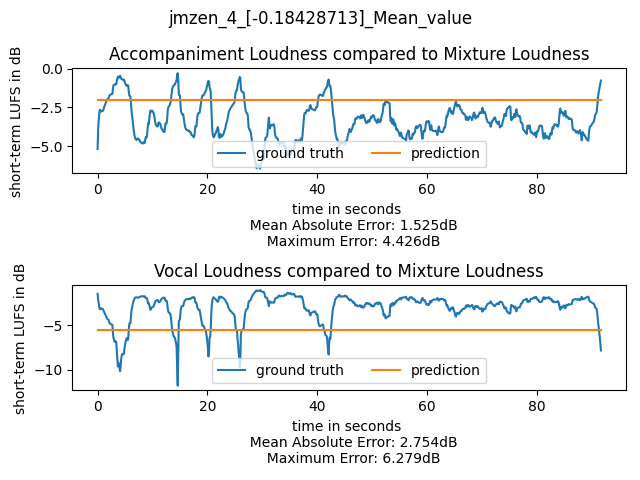 jmzen_4_[-0.18428713]_Mean_value
Accompaniment Loudness compared to Mixture Loudness
short-term LUFS in dB
0.0
−2.5
−5.0
ground truth prediction
0 20 40 60 80
time in seconds
Mean Absolute Error: 1.525dB
Maximum Error: 4.426dB
Vocal Loudness compared to Mixture Loudness
short-term LUFS in dB
−5
−10
ground truth prediction
0 20 40 60 80
time in seconds
Mean Absolute Error: 2.754dB
Maximum Error: 6.279dB